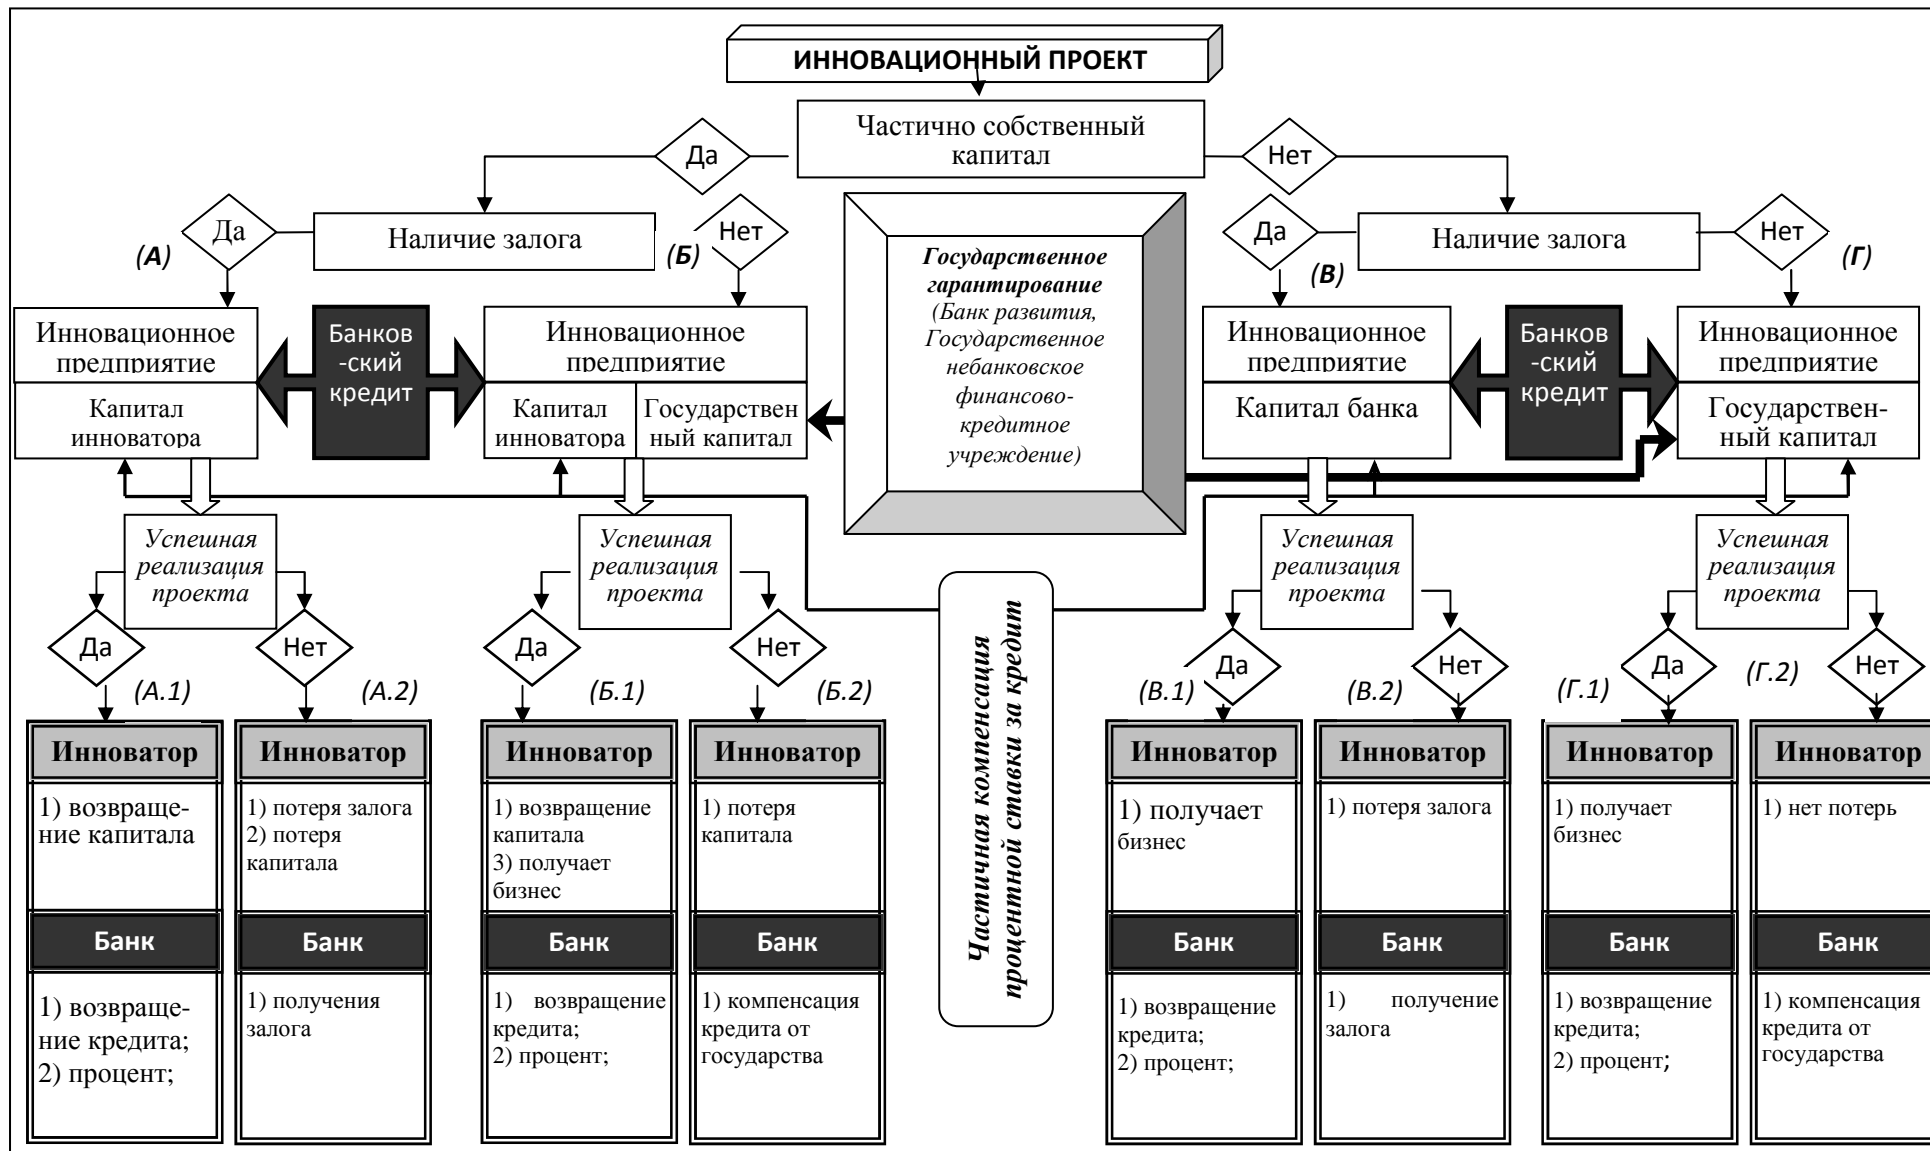 ИННОВАЦИОННЫЙ ПРОЕКТ
Частично собственный
капитал
Да
Нет
Да
Наличие залога
Нет
(А)
(Б)
Да
Наличие залога
Нет
(В)
(Г)
Государственное
гарантирование
(Банк развития,
Государственное
небанковское
финансово-
кредитное
учреждение)
Инновационное
предприятие
Капитал
инноватора
Банков
-ский
кредит
Инновационное
предприятие
Капитал
инноватора
Государствен
ный капитал
Инновационное
предприятие
Капитал банка
Банков
-ский
кредит
Инновационное
предприятие
Государствен-
ный капитал
Успешная
реализация
проекта
Успешная
реализация
проекта
Успешная
реализация
проекта
Успешная
реализация
проекта
Да
Нет
Да
Нет
Да
Нет
Да
Нет
(А.1)
(А.2)
(Б.1)
(Б.2)
(В.1)
(В.2)
(Г.1)
(Г.2)
Частичная компенсация
процентной ставки за кредит
Инноватор
1) возвраще-
ние капитала
Банк
1) возвраще-
ние кредита;
2) процент;
Инноватор
1) потеря залога
2) потеря
капитала
Банк
1) получения
залога
Инноватор
1) возвращение
капитала
3) получает
бизнес
Банк
1) возвращение
кредита;
2) процент;
Инноватор
1) потеря
капитала
Банк
1) компенсация
кредита от
государства
Инноватор
1) получает
бизнес
Банк
1) возвращение
кредита;
2) процент;
Инноватор
1) потеря залога
Банк
1) получение
залога
Инноватор
1) получает
бизнес
Банк
1) возвращение
кредита;
2) процент;
Инноватор
1) нет потерь
Банк
1) компенсация
кредита от
государства